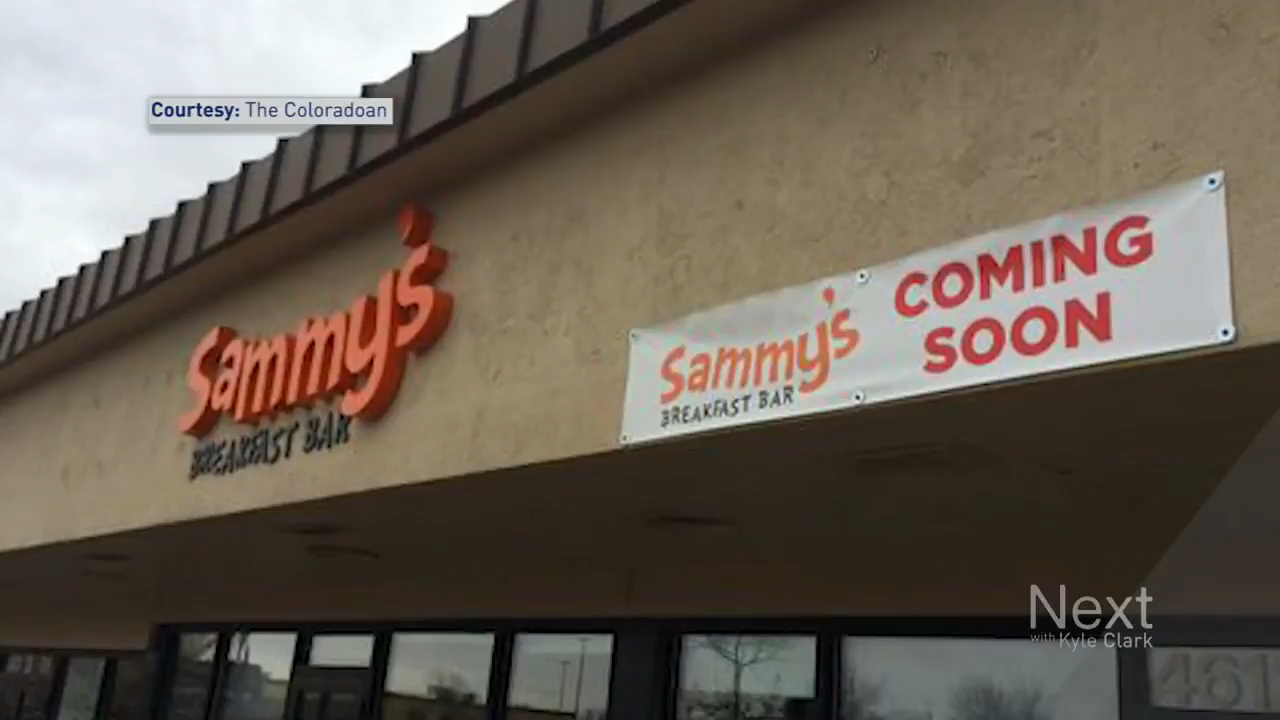 Courtesy: The Coloradoan
Sammy's
BREAKFAST BAR
Sammy's
BREAKFAST BAR
COMING
SOON
Next
with Kyle Clark
461